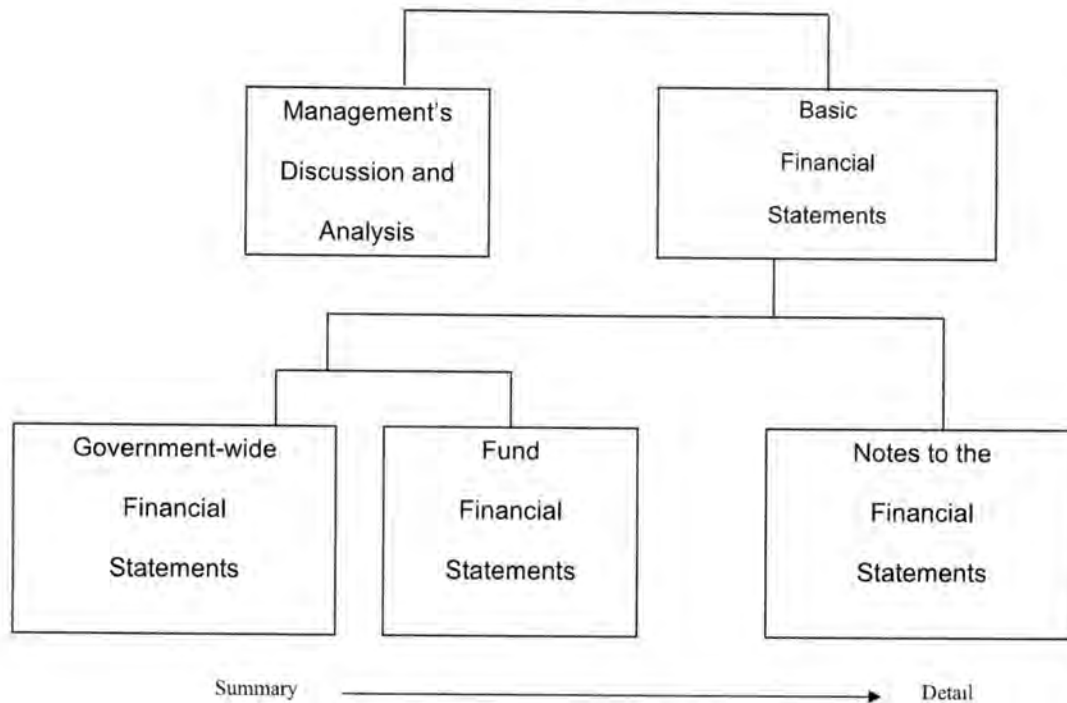 Management's
Discussion and
Analysis
Basic
Financial
Statements
Government-wide
Financial
Statements
Fund
Financial
Statements
Notes to the
Financial
Statements
Summary
Detail